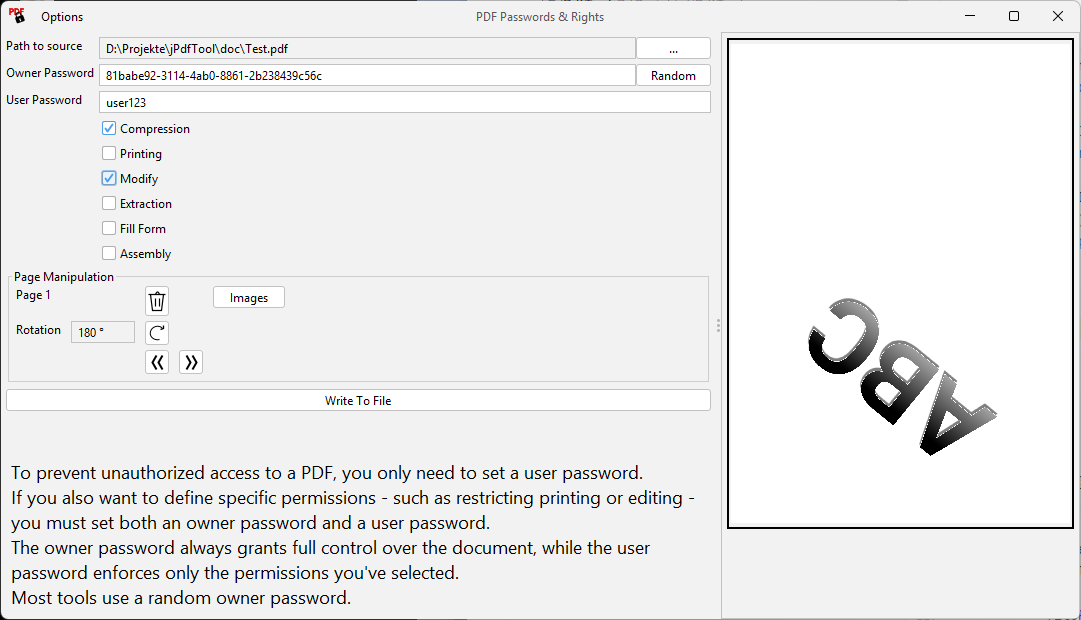 PDF
Options
PDF Passwords & Rights
Path to source
D:\Projekte\jPdfTool\doc\Test.pdf
...
Owner Password
81babe92-3114-4ab0-8861-2b238439c56c
Random
User Password
user123
Compression
Printing
Modify
Extraction
Fill Form
Assembly
Page Manipulation
Page 1
Images
Rotation
180 °
Write To File
To prevent unauthorized access to a PDF, you only need to set a user password.
If you also want to define specific permissions - such as restricting printing or editing -
you must set both an owner password and a user password.
The owner password always grants full control over the document, while the user
password enforces only the permissions you've selected.
Most tools use a random owner password.
ABC